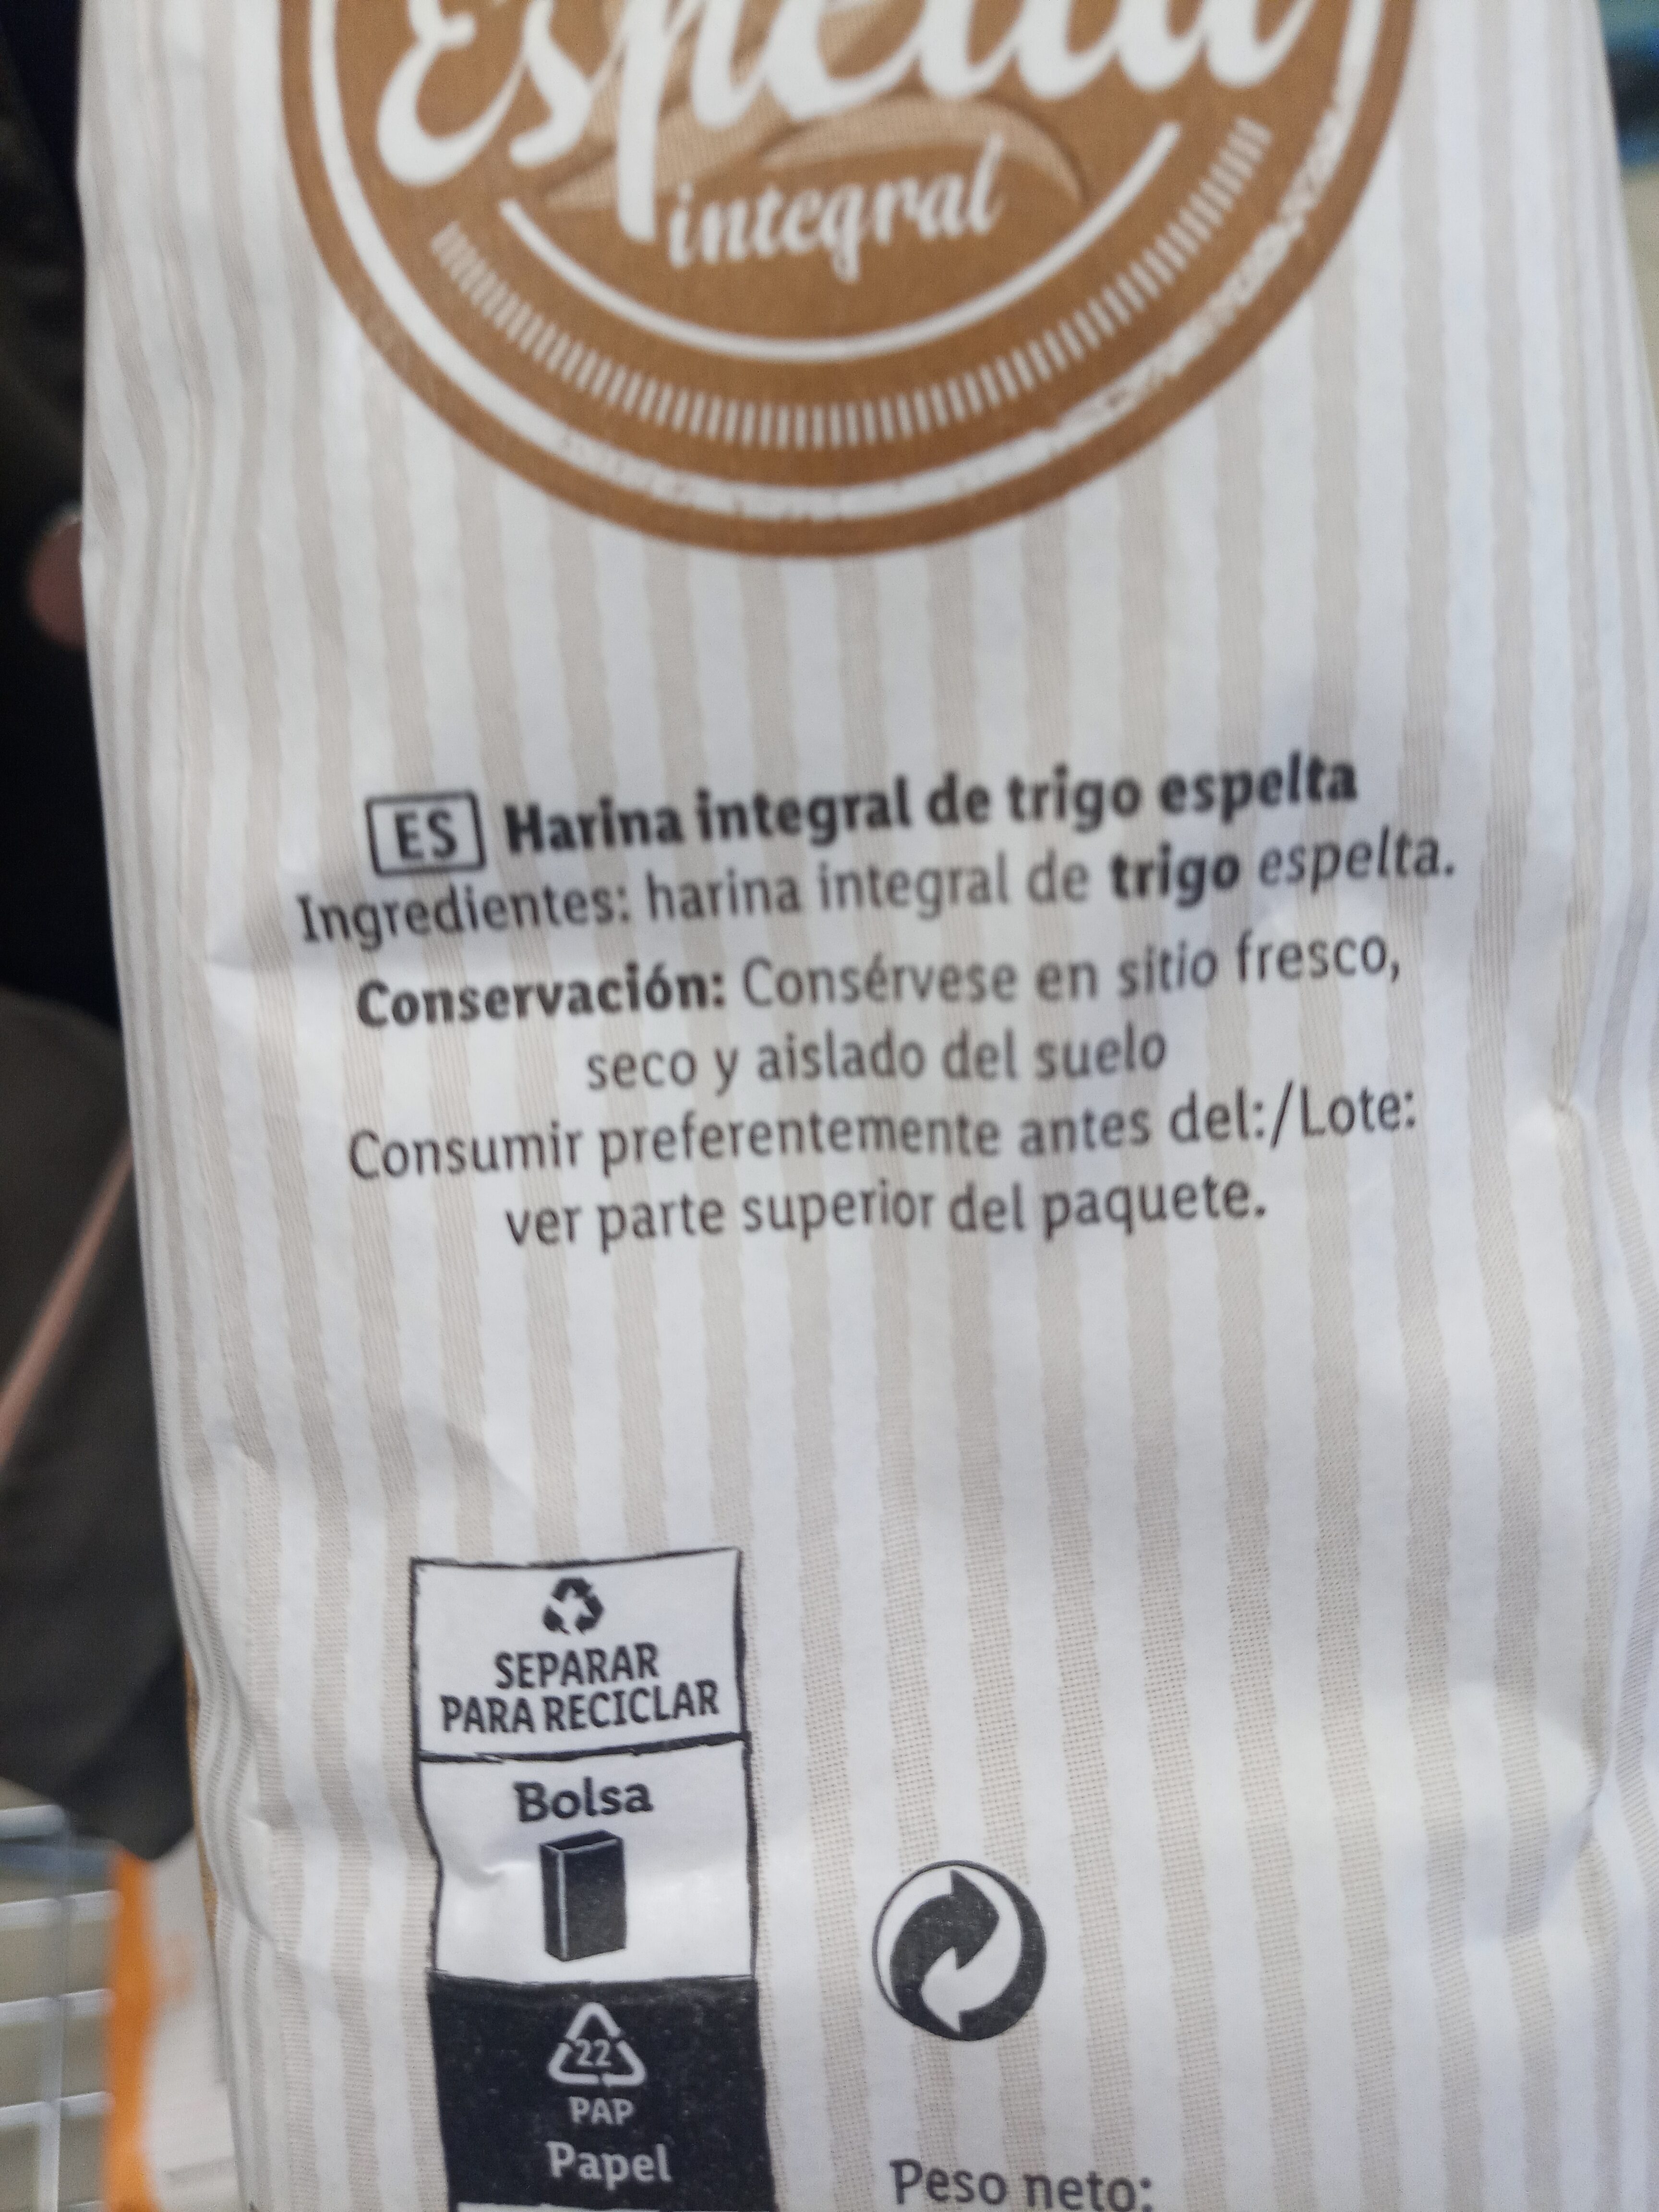 Espelta
integral
ES Harina integral de trigo espelta
Ingredientes: harina integral de trigo espelta.
Conservación: Consérvese en sitio fresco,
seco y aislado del suelo
Consumir preferentemente antes del:/Lote:
ver parte superior del paquete.
SEPARAR
PARA RECICLAR
Bolsa
22
PAP
Papel
Peso neto: